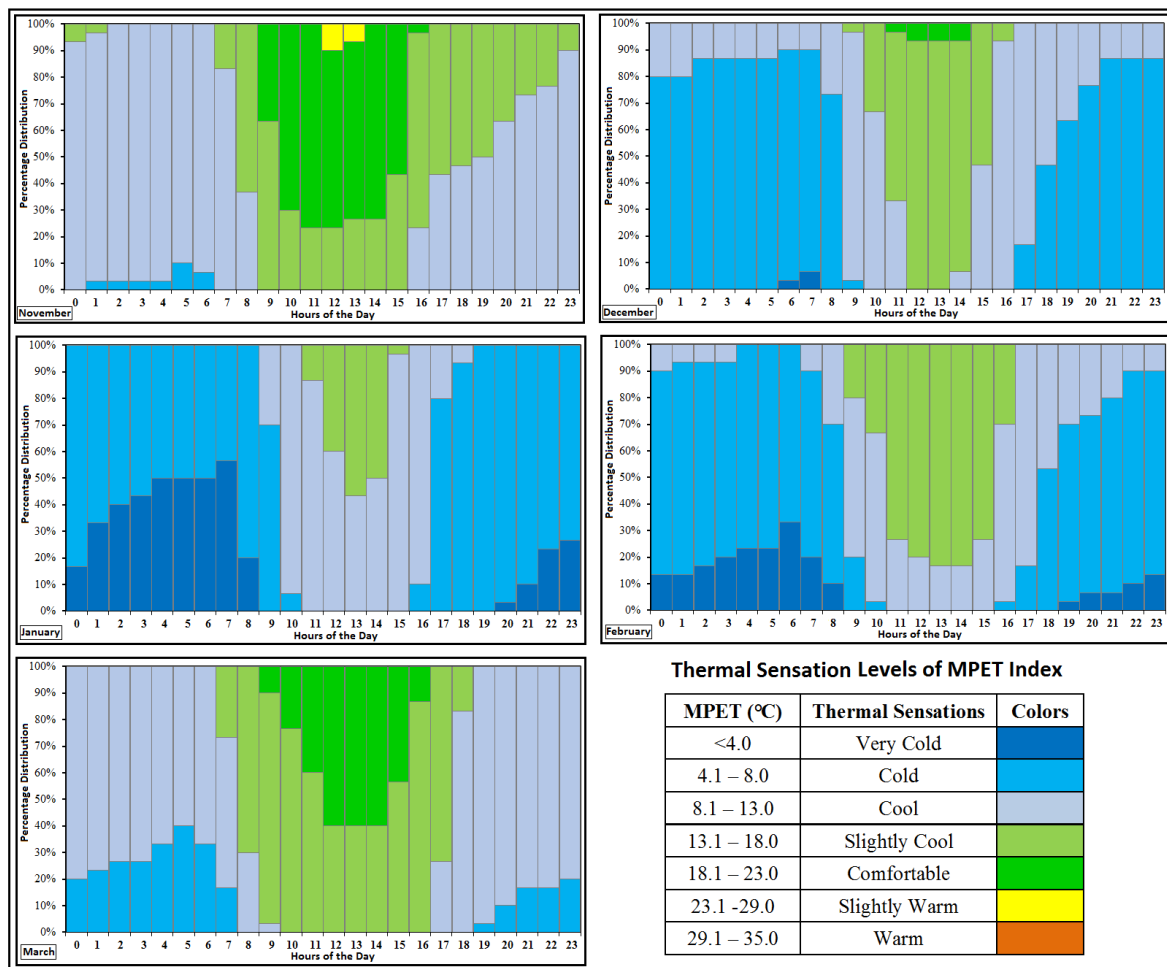 Percentage Distribution
100%
90%
80%
70%
60%
50%
40%
30%
20%
10%
0%
0 1 2 3 4 5 6 7 8 9 10 11 12 13 14 15 16 17 18 19 20 21 22 23
November
Hours of the Day
Percentage Distribution
100%
90%
80%
70%
60%
50%
40%
30%
20%
10%
0%
0 1 2 3 4 5 6 7 8 9 10 11 12 13 14 15 16 17 18 19 20 21 22 23
December
Hours of the Day
Percentage Distribution
100%
90%
80%
70%
60%
50%
40%
30%
20%
10%
0%
0 1 2 3 4 5 6 7 8 9 10 11 12 13 14 15 16 17 18 19 20 21 22 23
January
Hours of the Day
Percentage Distribution
100%
90%
80%
70%
60%
50%
40%
30%
20%
10%
0%
0 1 2 3 4 5 6 7 8 9 10 11 12 13 14 15 16 17 18 19 20 21 22 23
February
Hours of the Day
Percentage Distribution
100%
90%
80%
70%
60%
50%
40%
30%
20%
10%
0%
0 1 2 3 4 5 6 7 8 9 10 11 12 13 14 15 16 17 18 19 20 21 22 23
March
Hours of the Day
Thermal Sensation Levels of MPET Index
MPET (°C) Thermal Sensations Colors
<4.0 Very Cold
4.1 – 8.0 Cold
8.1 – 13.0 Cool
13.1 – 18.0 Slightly Cool
18.1 – 23.0 Comfortable
23.1 -29.0 Slightly Warm
29.1 – 35.0 Warm